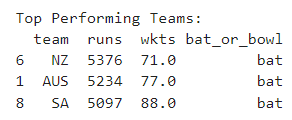 Top Performing Teams:
team runs wkts bat_or_bowl
6 NZ 5376 71.0 bat
1 AUS 5234 77.0 bat
8 SA 5097 88.0 bat